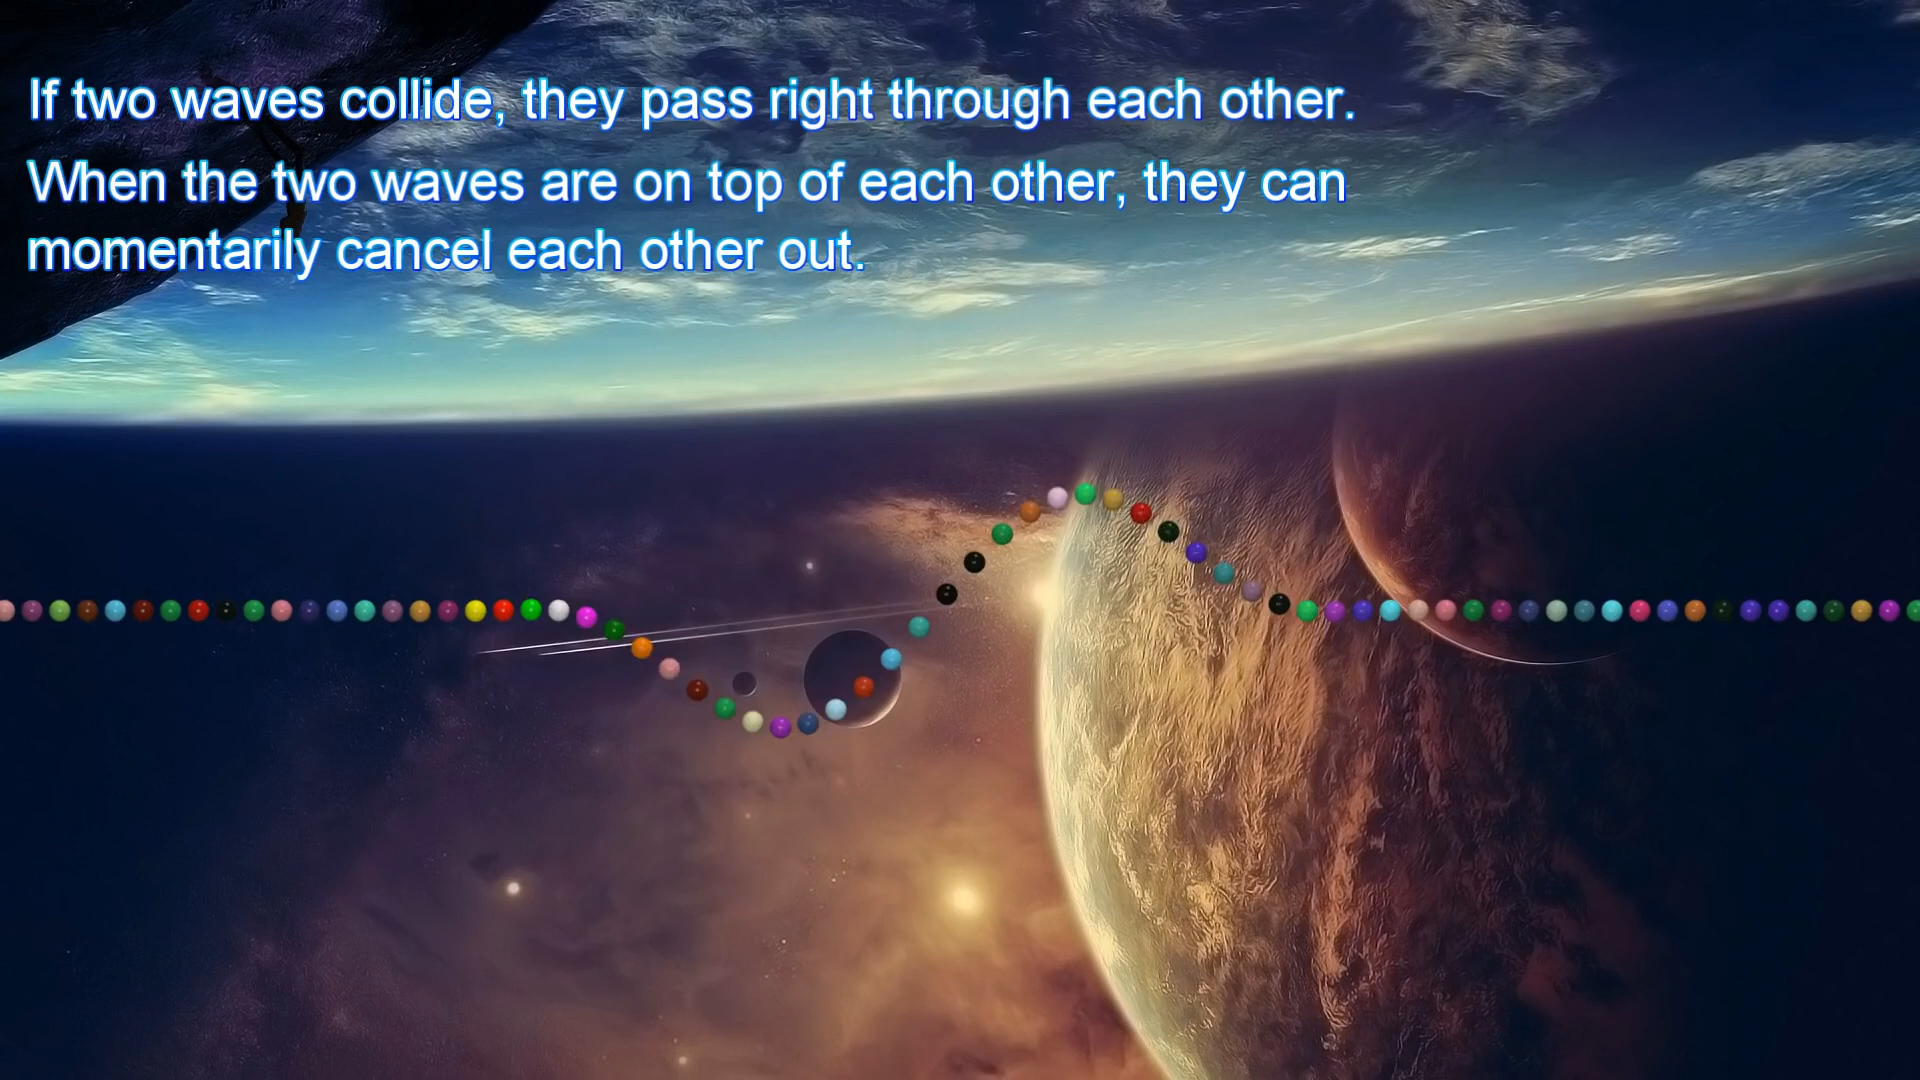 If two waves collide, they pass right through each other.
When the two waves are on top of each other, they can
momentarily cancel each other out.